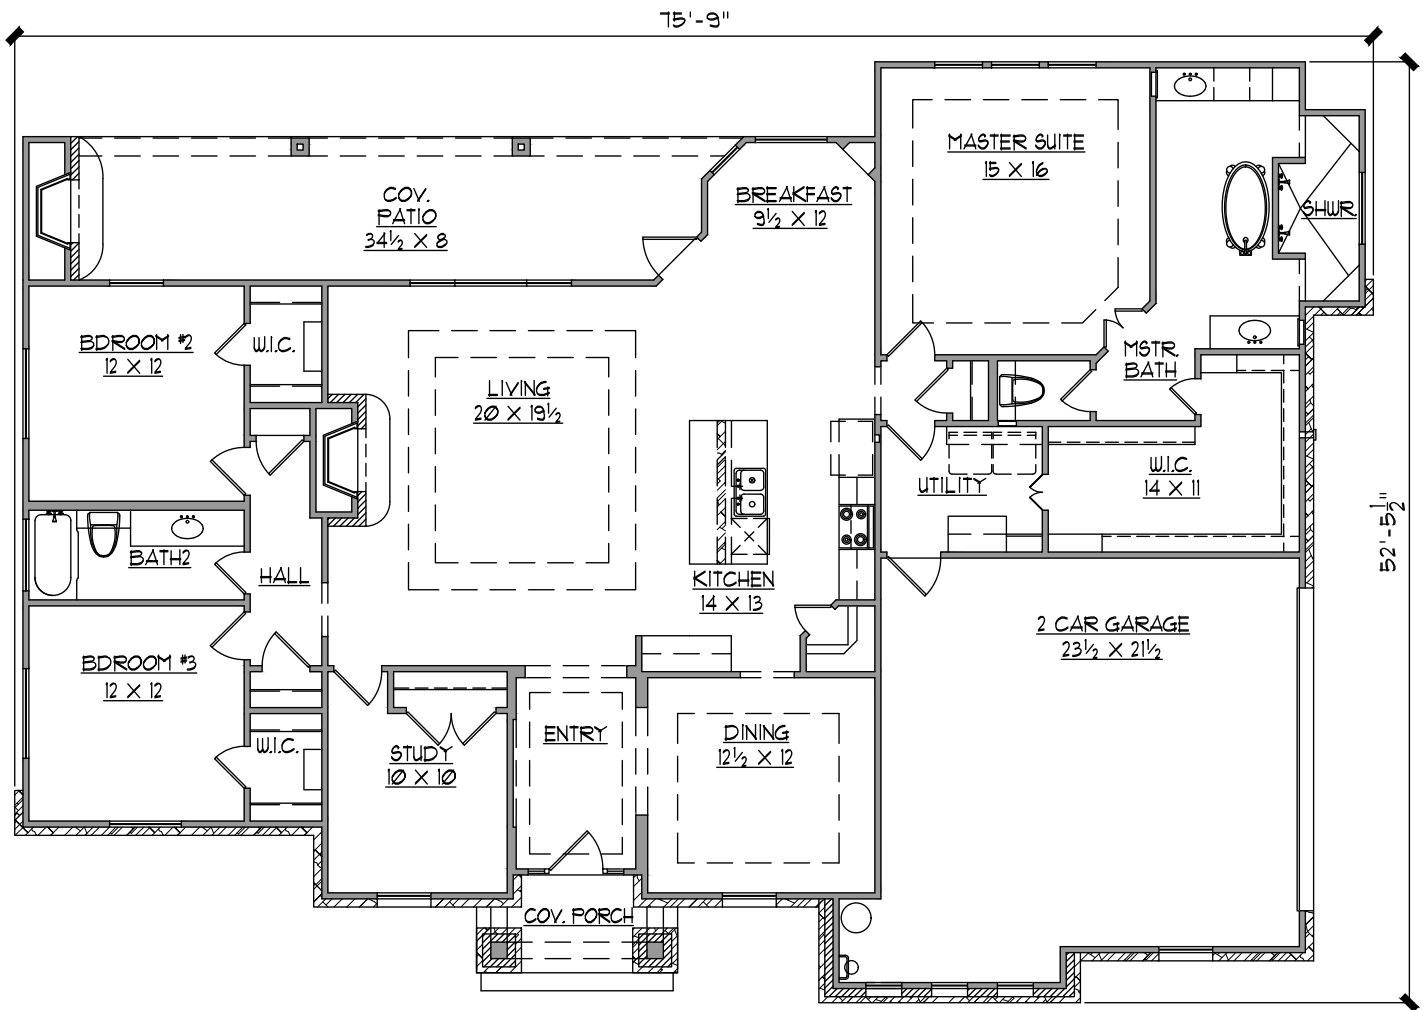 75'-9"
MASTER SUITE
15 X 16
COV.
PATIO
34½ X 8
BREAKFAST
9½ X 12
SHWR.
BDROOM #2
12 X 12
W.I.C.
MSTR.
BATH
LIVING
20 X 19½
UTILITY
W.I.C.
14 X 11
52'-5½"
BATH2
HALL
KITCHEN
14 X 13
2 CAR GARAGE
23½ X 21½
BDROOM #3
12 X 12
W.I.C.
STUDY
10 X 10
ENTRY
DINING
12½ X 12
COV. PORCH